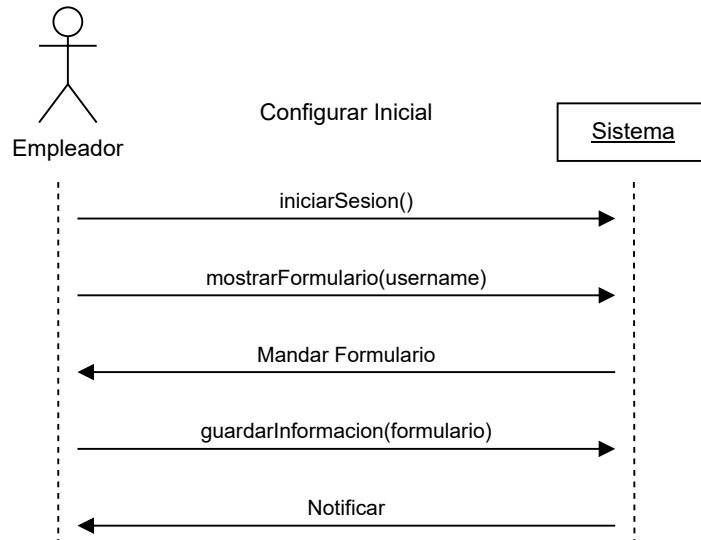 Configurar Inicial
Empleador
Sistema
iniciarSesion()
mostrarFormulario(username)
Mandar Formulario
guardarInformacion(formulario)
Notificar